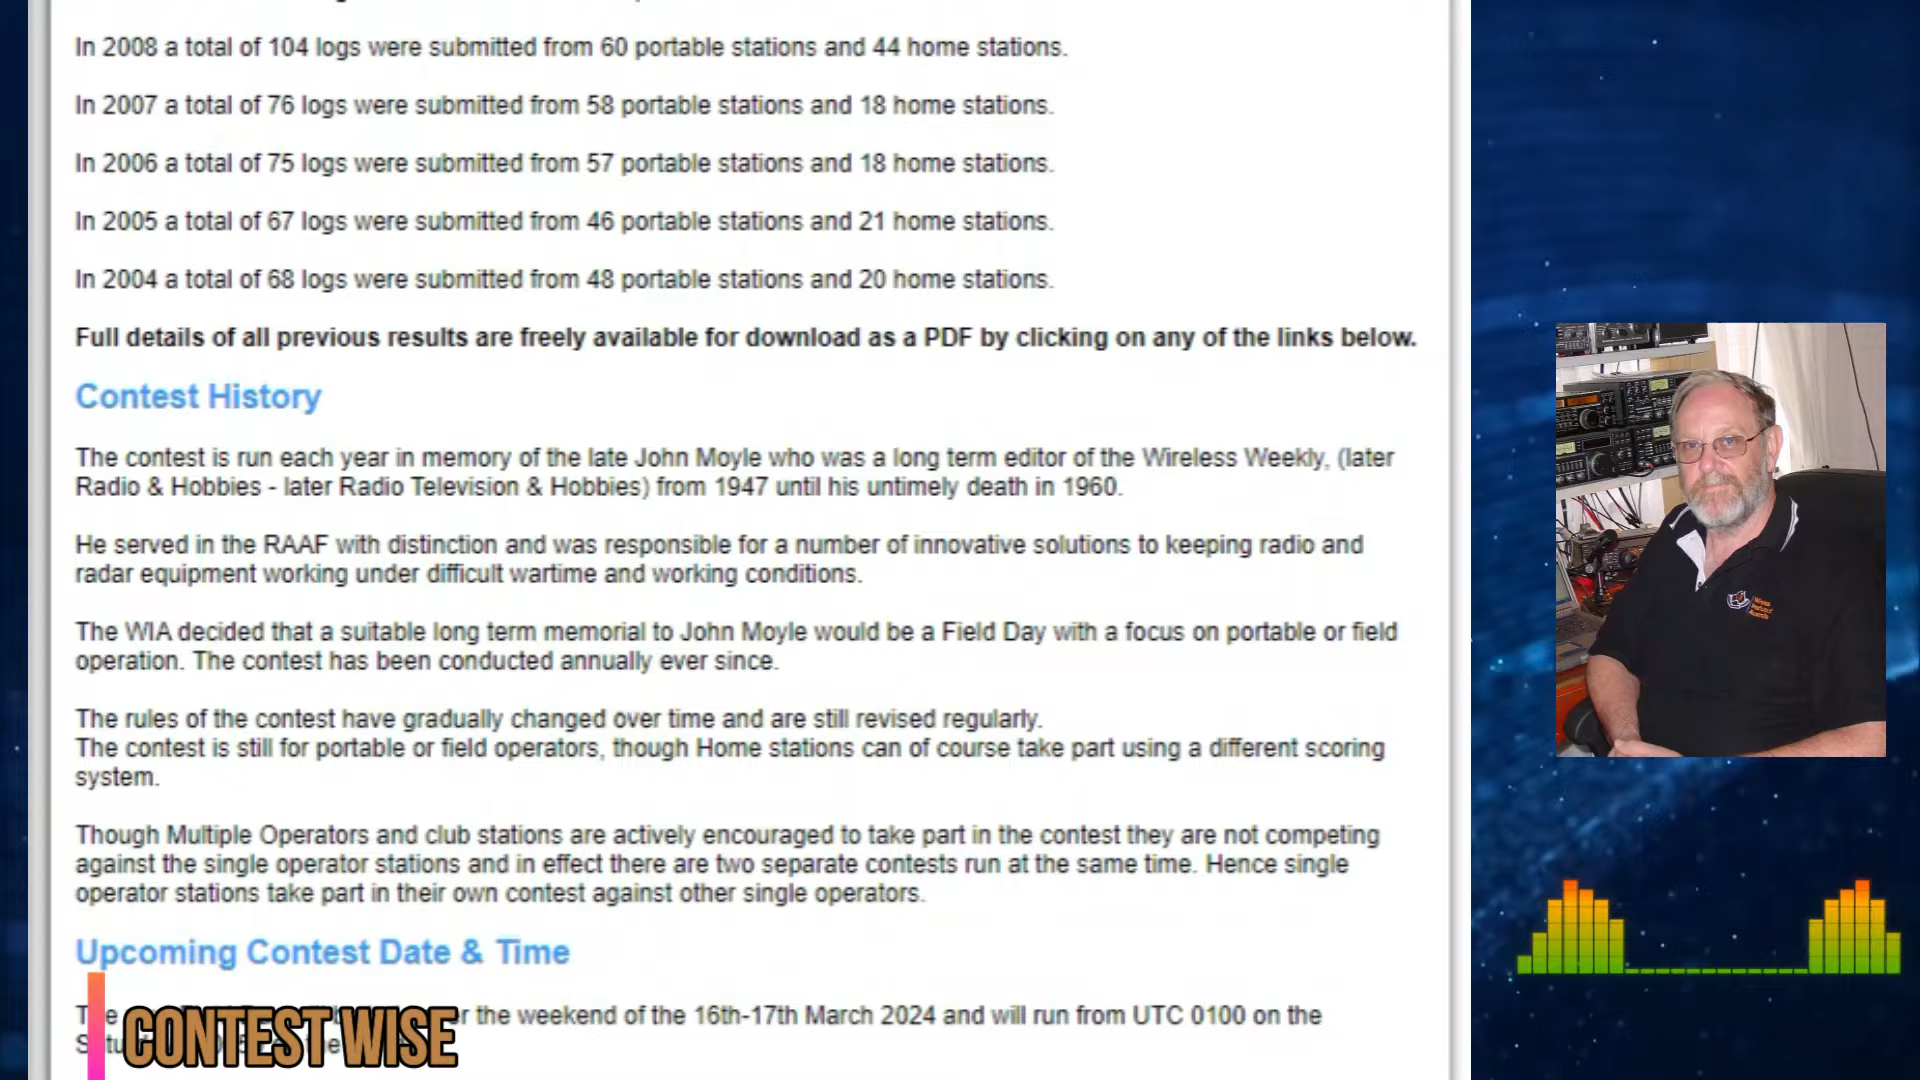 In 2008 a total of 104 logs were submitted from 60 portable stations and 44 home stations.
In 2007 a total of 76 logs were submitted from 58 portable stations and 18 home stations.
In 2006 a total of 75 logs were submitted from 57 portable stations and 18 home stations.
In 2005 a total of 67 logs were submitted from 46 portable stations and 21 home stations.
In 2004 a total of 68 logs were submitted from 48 portable stations and 20 home stations.
Full details of all previous results are freely available for download as a PDF by clicking on any of the links below.
Contest History
The contest is run each year in memory of the late John Moyle who was a long term editor of the Wireless Weekly, (later
Radio & Hobbies - later Radio Television & Hobbies) from 1947 until his untimely death in 1960.
He served in the RAAF with distinction and was responsible for a number of innovative solutions to keeping radio and
radar equipment working under difficult wartime and working conditions.
The WIA decided that a suitable long term memorial to John Moyle would be a Field Day with a focus on portable or field
operation. The contest has been conducted annually ever since.
The rules of the contest have gradually changed over time and are still revised regularly.
The contest is still for portable or field operators, though Home stations can of course take part using a different scoring
system.
Though Multiple Operators and club stations are actively encouraged to take part in the contest they are not competing
against the single operator stations and in effect there are two separate contests run at the same time. Hence single
operator stations take part in their own contest against other single operators.
Upcoming Contest Date & Time
the weekend of the 16th-17th March 2024 and will run from UTC 0100 on the
CONTEST WISE